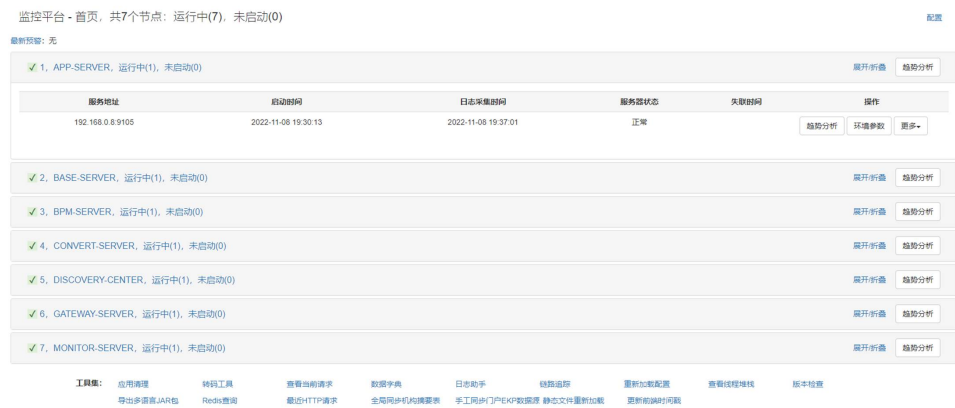 监控平台 - 首页，共7个节点：运行中(7)，未启动(0) 配置
最新预警：无
1，APP-SERVER，运行中(1)，未启动(0) 展开/折叠 趋势分析
服务地址 启动时间 日志采集时间 服务器状态 失联时间 操作
192.168.0.8:9105 2022-11-08 19:30:13 2022-11-08 19:37:01 正常 趋势分析 环境参数 更多
2，BASE-SERVER，运行中(1)，未启动(0) 展开/折叠 趋势分析
3，BPM-SERVER，运行中(1)，未启动(0) 展开/折叠 趋势分析
4，CONVERT-SERVER，运行中(1)，未启动(0) 展开/折叠 趋势分析
5，DISCOVERY-CENTER，运行中(1)，未启动(0) 展开/折叠 趋势分析
6，GATEWAY-SERVER，运行中(1)，未启动(0) 展开/折叠 趋势分析
7，MONITOR-SERVER，运行中(1)，未启动(0) 展开/折叠 趋势分析
工具集： 应用清理 转码工具 查看当前请求 数据字典 日志助手 链路追踪 重新加载配置 查看线程堆栈 版本检查
导出多语言JAR包 Redis查询 最近HTTP请求 全局同步机构摘要表 手工同步门户EKP数据源 静态文件重新加载 更新前端时间戳